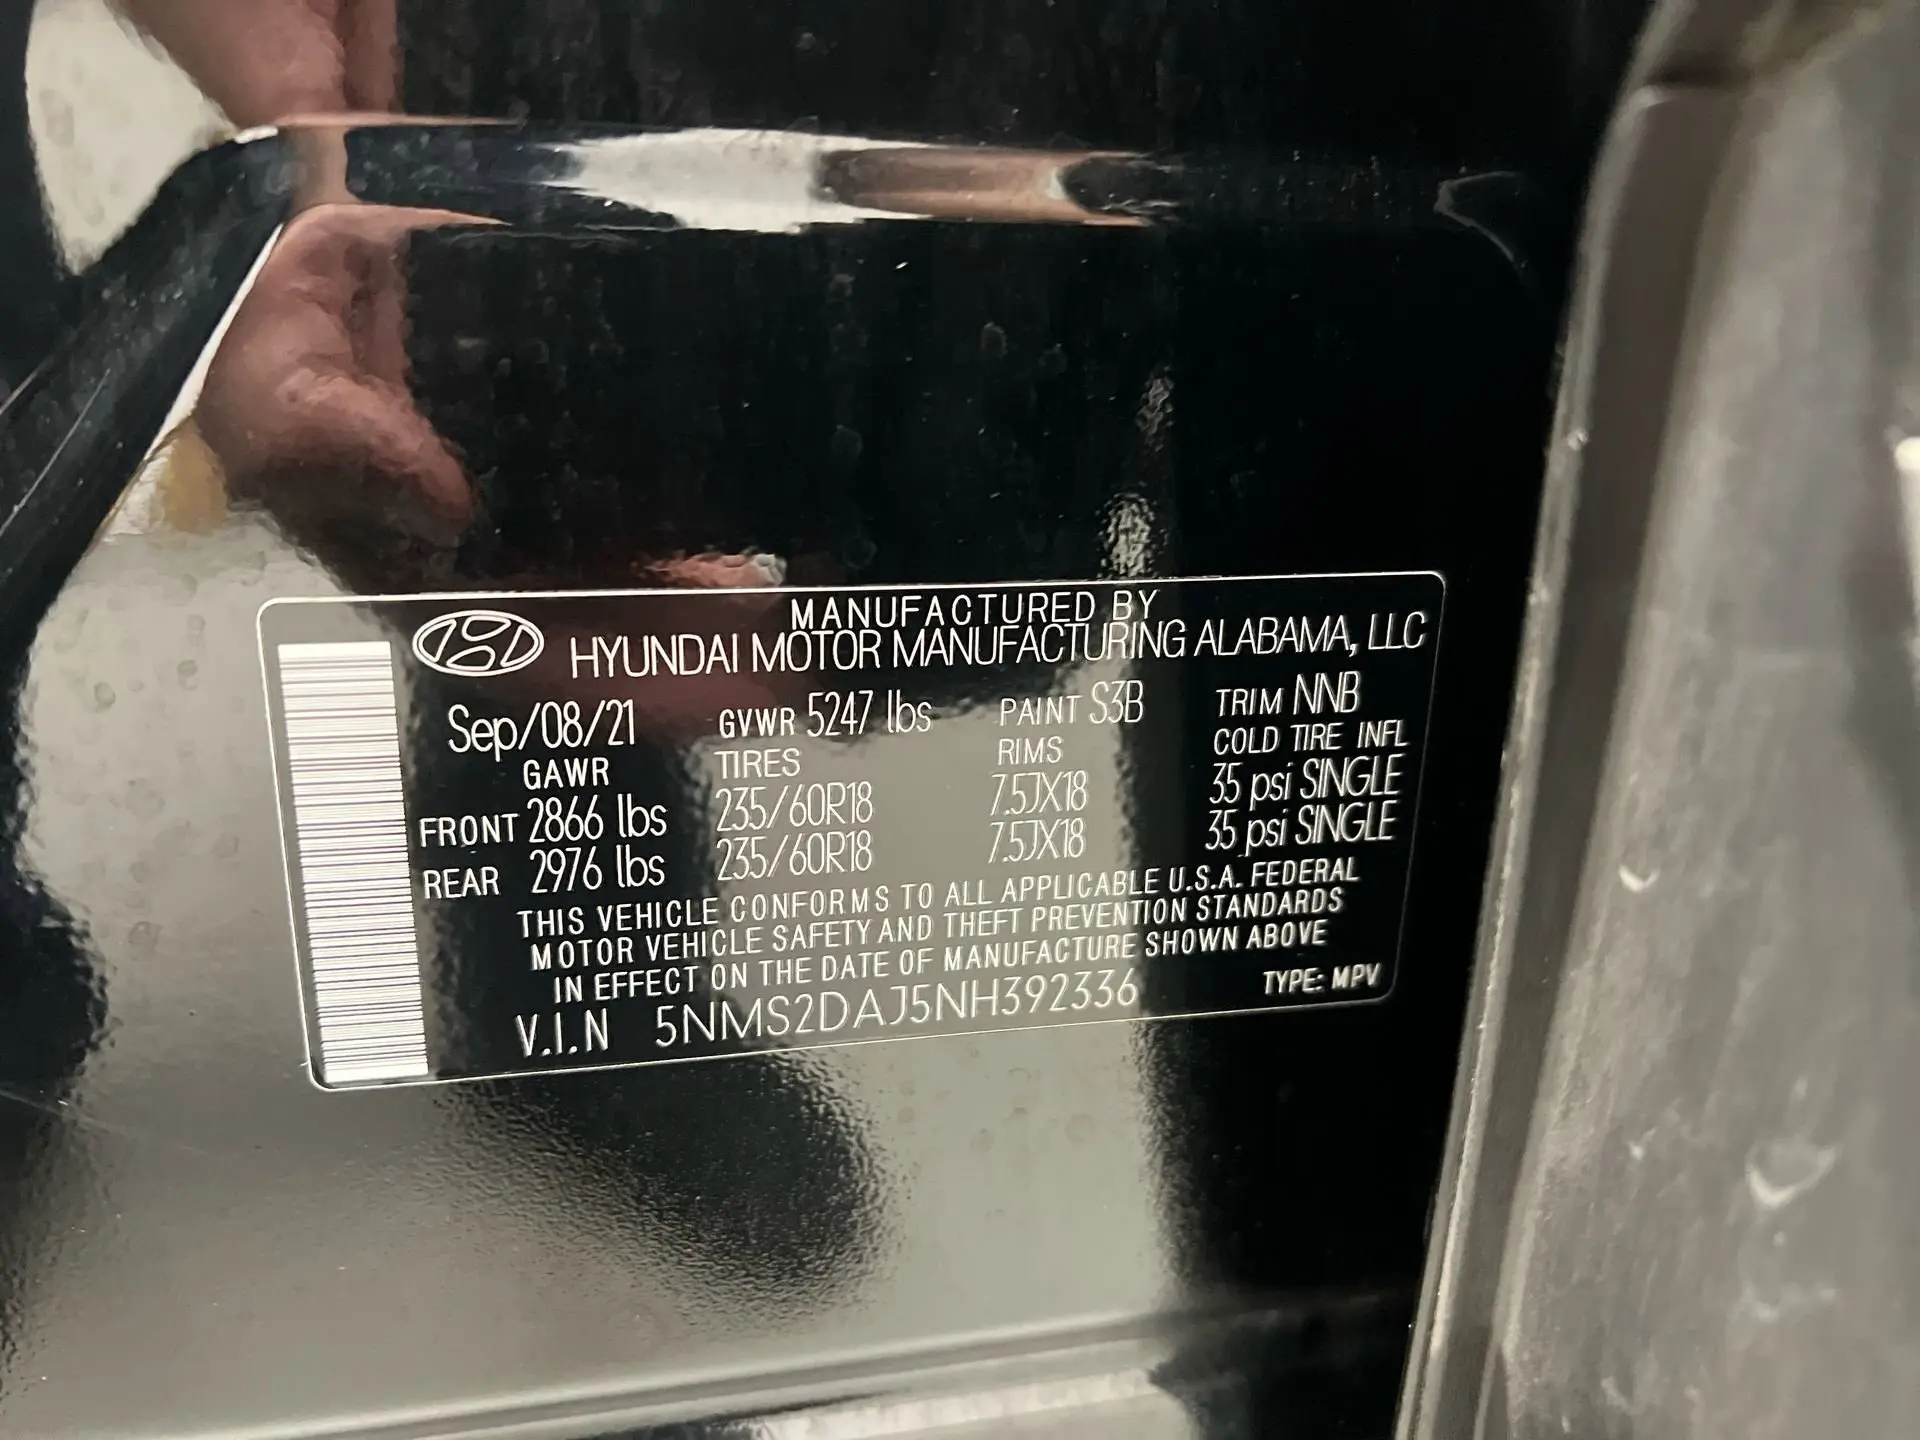 MANUFACTURED BY
HYUNDAI MOTOR MANUFACTURING ALABAMA, LLC
Sep/08/21 GVWR 5247 lbs PAINT S3B TRIM NNB
GAWR TIRES RIMS COLD TIRE INFL
FRONT 2866 lbs 235/60R18 7.5JX18 35 psi SINGLE
REAR 2976 lbs 235/60R18 7.5JX18 35 psi SINGLE
THIS VEHICLE CONFORMS TO ALL APPLICABLE U.S.A. FEDERAL
MOTOR VEHICLE SAFETY AND THEFT PREVENTION STANDARDS
IN EFFECT ON THE DATE OF MANUFACTURE SHOWN ABOVE
V.I.N 5NMS2DAJ5NH392336 TYPE: MPV